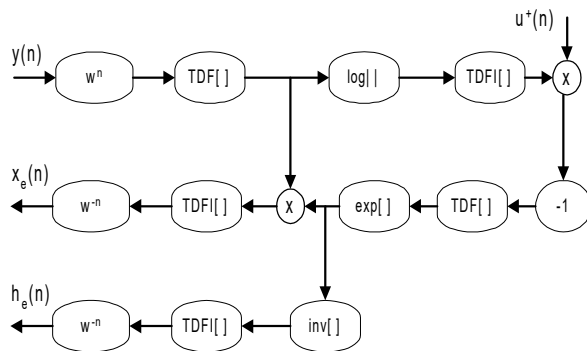 u⁺(n)
y(n)
wⁿ
TDF[ ]
log| |
TDFI[ ]
x
xₑ(n)
w⁻ⁿ
TDFI[ ]
x
exp[ ]
TDF[ ]
-1
hₑ(n)
w⁻ⁿ
TDFI[ ]
inv[ ]